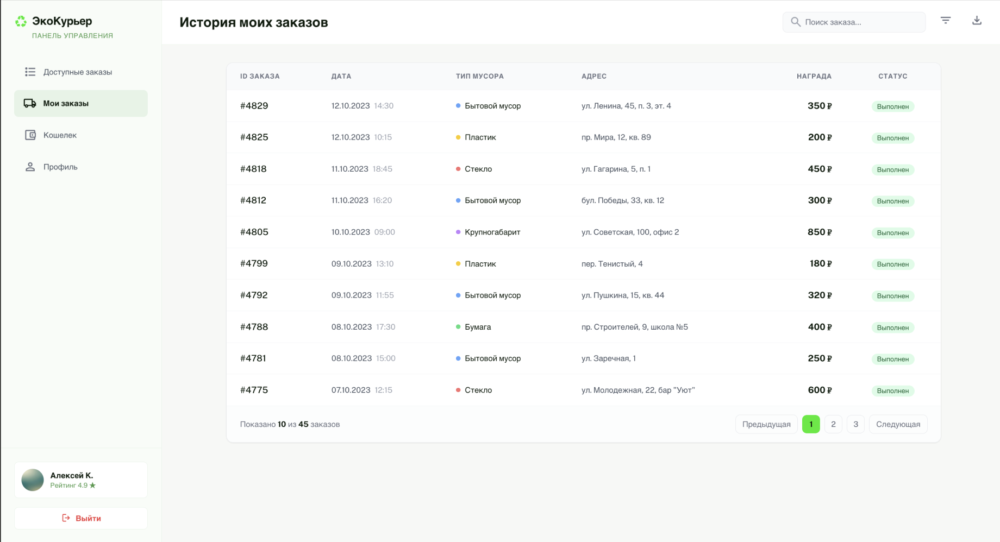 ЭкоКурьер
ПАНЕЛЬ УПРАВЛЕНИЯ
Доступные заказы
Мои заказы
Кошелек
Профиль
Алексей К.
Рейтинг 4.9 ★
Выйти
История моих заказов
Поиск заказа...
ID ЗАКАЗА ДАТА ТИП МУСОРА АДРЕС НАГРАДА СТАТУС
#4829 12.10.2023 14:30 Бытовой мусор ул. Ленина, 45, п. 3, эт. 4 350 ₽ Выполнен
#4825 12.10.2023 10:15 Пластик пр. Мира, 12, кв. 89 200 ₽ Выполнен
#4818 11.10.2023 18:45 Стекло ул. Гагарина, 5, п. 1 450 ₽ Выполнен
#4812 11.10.2023 16:20 Бытовой мусор бул. Победы, 33, кв. 12 300 ₽ Выполнен
#4805 10.10.2023 09:00 Крупногабарит ул. Советская, 100, офис 2 850 ₽ Выполнен
#4799 09.10.2023 13:10 Пластик пер. Тенистый, 4 180 ₽ Выполнен
#4792 09.10.2023 11:55 Бытовой мусор ул. Пушкина, 15, кв. 44 320 ₽ Выполнен
#4788 08.10.2023 17:30 Бумага пр. Строителей, 9, школа №5 400 ₽ Выполнен
#4781 08.10.2023 15:00 Бытовой мусор ул. Заречная, 1 250 ₽ Выполнен
#4775 07.10.2023 12:15 Стекло ул. Молодежная, 22, бар "Уют" 600 ₽ Выполнен
Показано 10 из 45 заказов Предыдущая 1 2 3 Следующая